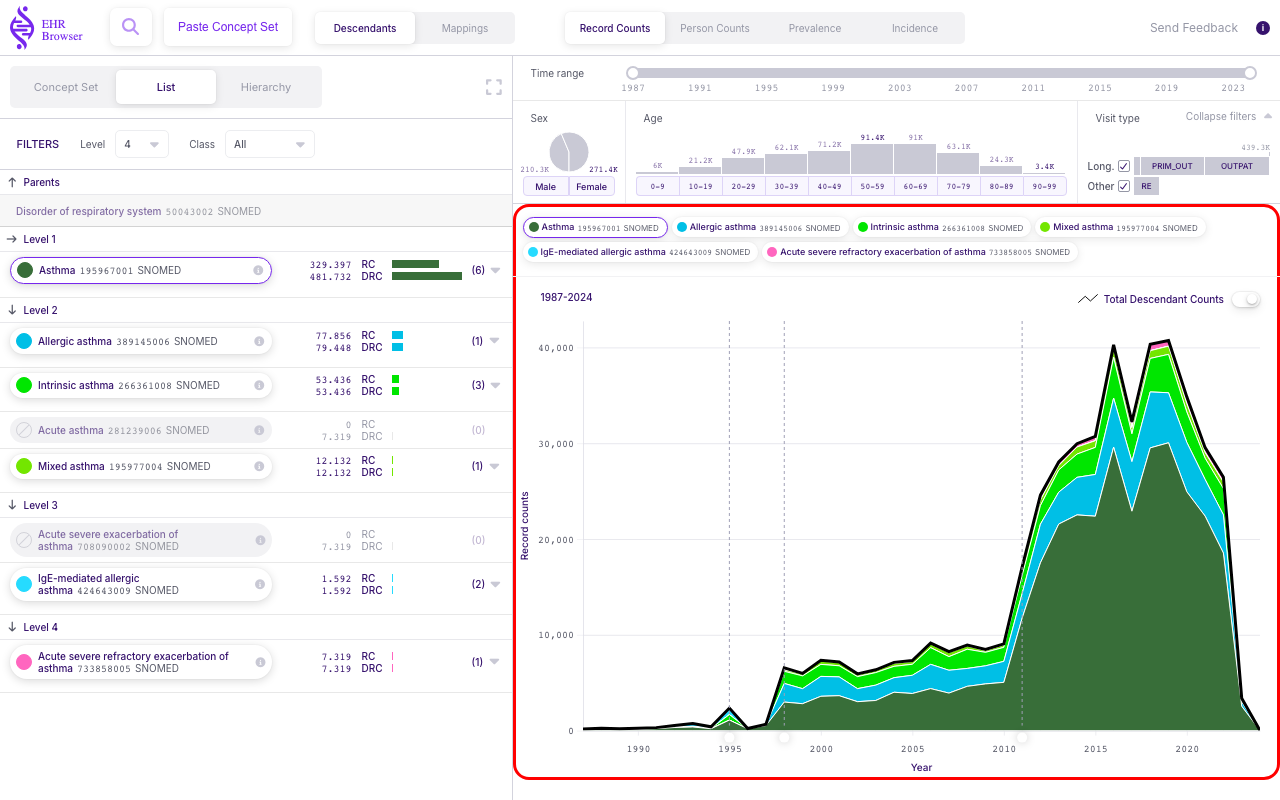 EHR
Browser
Paste Concept Set
Descendants
Mappings
Record Counts
Person Counts
Prevalence
Incidence
Send Feedback
i
Concept Set
List
Hierarchy
FILTERS
Level
4
Class
All
Parents
Disorder of respiratory system 50043002 SNOMED
Level 1
Asthma 195967001 SNOMED
329.397 RC
481.732 DRC
(6)
Level 2
Allergic asthma 389145006 SNOMED
77.856 RC
79.448 DRC
(1)
Intrinsic asthma 266361008 SNOMED
53.436 RC
53.436 DRC
(3)
Acute asthma 281239006 SNOMED
0 RC
7.319 DRC
(0)
Mixed asthma 195977004 SNOMED
12.132 RC
12.132 DRC
(1)
Level 3
Acute severe exacerbation of
asthma 708090002 SNOMED
0 RC
7.319 DRC
(0)
IgE-mediated allergic
asthma 424643009 SNOMED
1.592 RC
1.592 DRC
(2)
Level 4
Acute severe refractory exacerbation of
asthma 733858005 SNOMED
7.319 RC
7.319 DRC
(1)
Time range
1987 1991 1995 1999 2003 2007 2011 2015 2019 2023
Sex
210.3K 271.4K
Male Female
Age
6K 21.2K 47.9K 62.1K 71.2K 91.4K 91K 63.1K 24.3K 3.4K
0-9 10-19 20-29 30-39 40-49 50-59 60-69 70-79 80-89 90-99
Visit type
Collapse filters
439.3K
Long. PRIM_OUT OUTPAT
Other RE
Asthma 195967001 SNOMED
Allergic asthma 389145006 SNOMED
Intrinsic asthma 266361008 SNOMED
Mixed asthma 195977004 SNOMED
IgE-mediated allergic asthma 424643009 SNOMED
Acute severe refractory exacerbation of asthma 733858005 SNOMED
1987-2024
Total Descendant Counts
Record counts
40,000
30,000
20,000
10,000
0
1990 1995 2000 2005 2010 2015 2020
Year